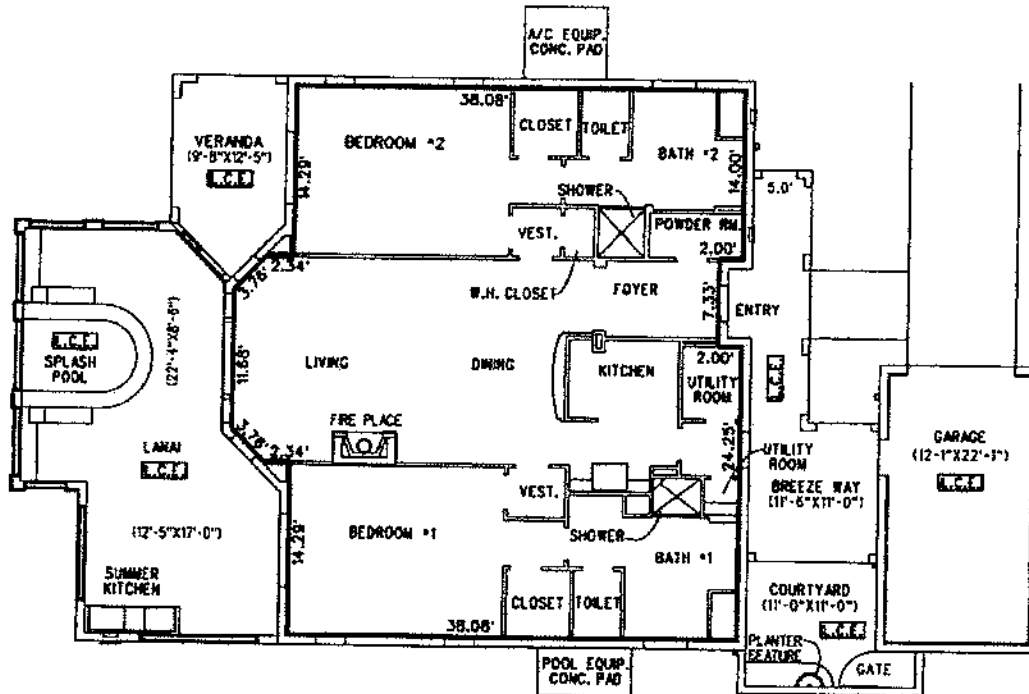 A/C EQUIP.
CONC. PAD
38.08'
CLOSET
TOILET
BEDROOM #2
BATH #2
VERANDA
(9'-8"X12'-5")
L.C.E.
14.29'
14.00'
5.0'
SHOWER
POWDER RM.
VEST.
2.00'
2.34'
3.76'
W.H. CLOSET
FOYER
7.33'
ENTRY
L.C.E.
SPLASH
POOL
(22'-4"X8'-6")
11.68'
LIVING
DINING
KITCHEN
2.00'
UTILITY
ROOM
L.C.E.
FIRE PLACE
3.76'
2.34'
24.25'
GARAGE
(12'-1"X22'-1")
L.C.E.
LANAI
L.C.E.
UTILITY
ROOM
BREEZE WAY
(11'-6"X11'-0")
VEST.
(12'-5"X17'-0")
14.29'
BEDROOM #1
SHOWER
BATH #1
SUMMER
KITCHEN
CLOSET
TOILET
38.08'
COURTYARD
(11'-0"X11'-0")
L.C.E.
PLANTER
FEATURE
GATE
POOL EQUIP.
CONC. PAD